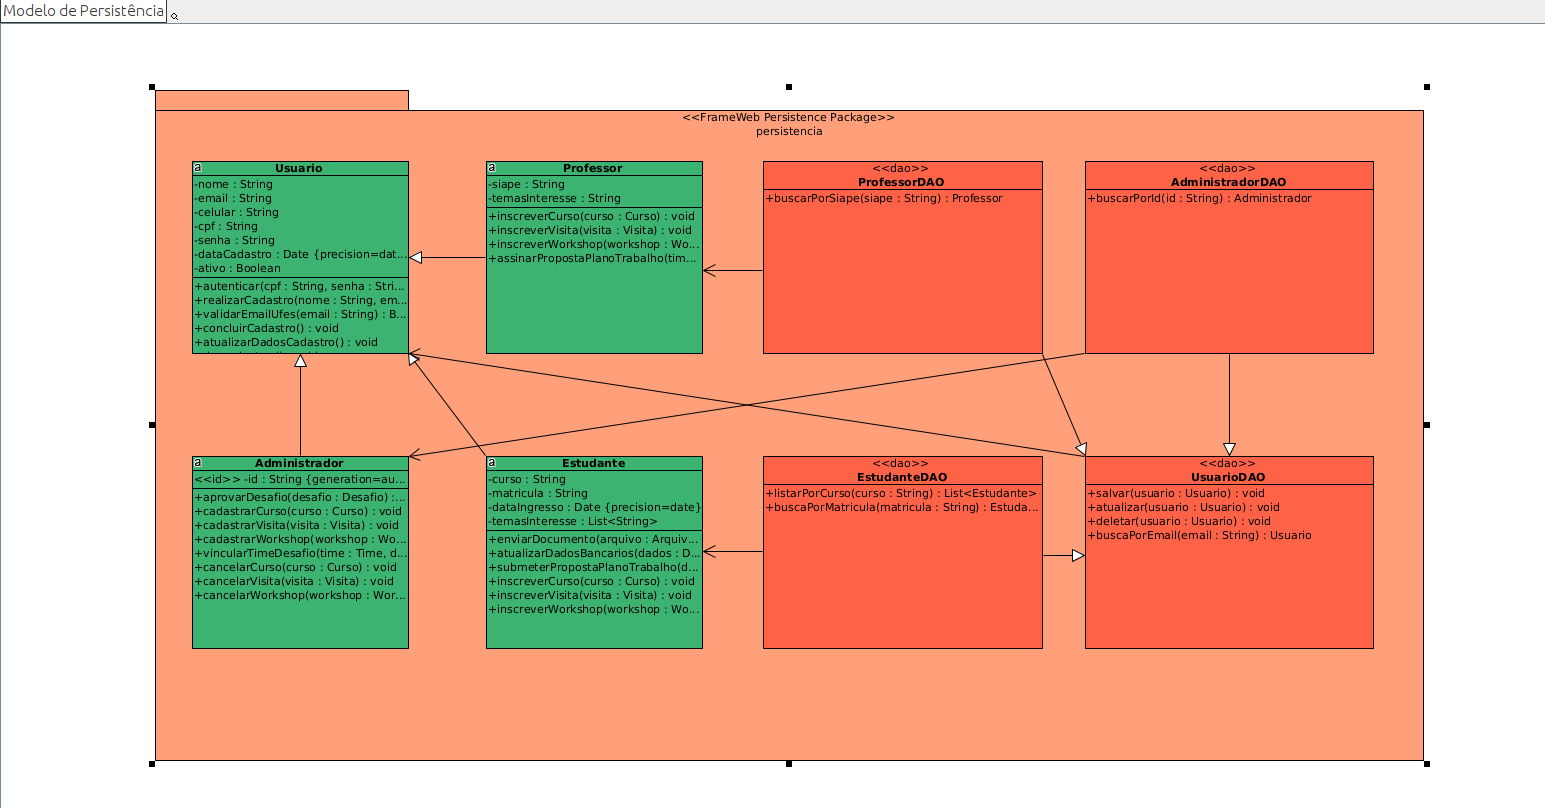 Modelo de Persistência
<<FrameWeb Persistence Package>>
persistencia
a
Usuario
-nome : String
-email : String
-celular : String
-cpf : String
-senha : String
-dataCadastro : Date {precision=dat...
-ativo : Boolean
+autenticar(cpf : String, senha : Stri...
+realizarCadastro(nome : String, em...
+validarEmailUfes(email : String) : B...
+concluirCadastro() : void
+atualizarDadosCadastro() : void
a
Professor
-siape : String
-temasInteresse : String
+inscreverCurso(curso : Curso) : void
+inscreverVisita(visita : Visita) : void
+inscreverWorkshop(workshop : Wo...
+assinarPropostaPlanoTrabalho(tim...
<<dao>>
ProfessorDAO
+buscarPorSiape(siape : String) : Professor
<<dao>>
AdministradorDAO
+buscarPorId(id : String) : Administrador
a
Administrador
<<id>> -id : String {generation=au...
+aprovarDesafio(desafio : Desafio) :...
+cadastrarCurso(curso : Curso) : void
+cadastrarVisita(visita : Visita) : void
+cadastrarWorkshop(workshop : Wo...
+vincularTimeDesafio(time : Time, d...
+cancelarCurso(curso : Curso) : void
+cancelarVisita(visita : Visita) : void
+cancelarWorkshop(workshop : Wor...
a
Estudante
-curso : String
-matricula : String
-dataIngresso : Date {precision=date}
-temasInteresse : List<String>
+enviarDocumento(arquivo : Arquiv...
+atualizarDadosBancarios(dados : D...
+submeterPropostaPlanoTrabalho(d...
+inscreverCurso(curso : Curso) : void
+inscreverVisita(visita : Visita) : void
+inscreverWorkshop(workshop : Wo...
<<dao>>
EstudanteDAO
+listarPorCurso(curso : String) : List<Estudante>
+buscaPorMatricula(matricula : String) : Estuda...
<<dao>>
UsuarioDAO
+salvar(usuario : Usuario) : void
+atualizar(usuario : Usuario) : void
+deletar(usuario : Usuario) : void
+buscaPorEmail(email : String) : Usuario